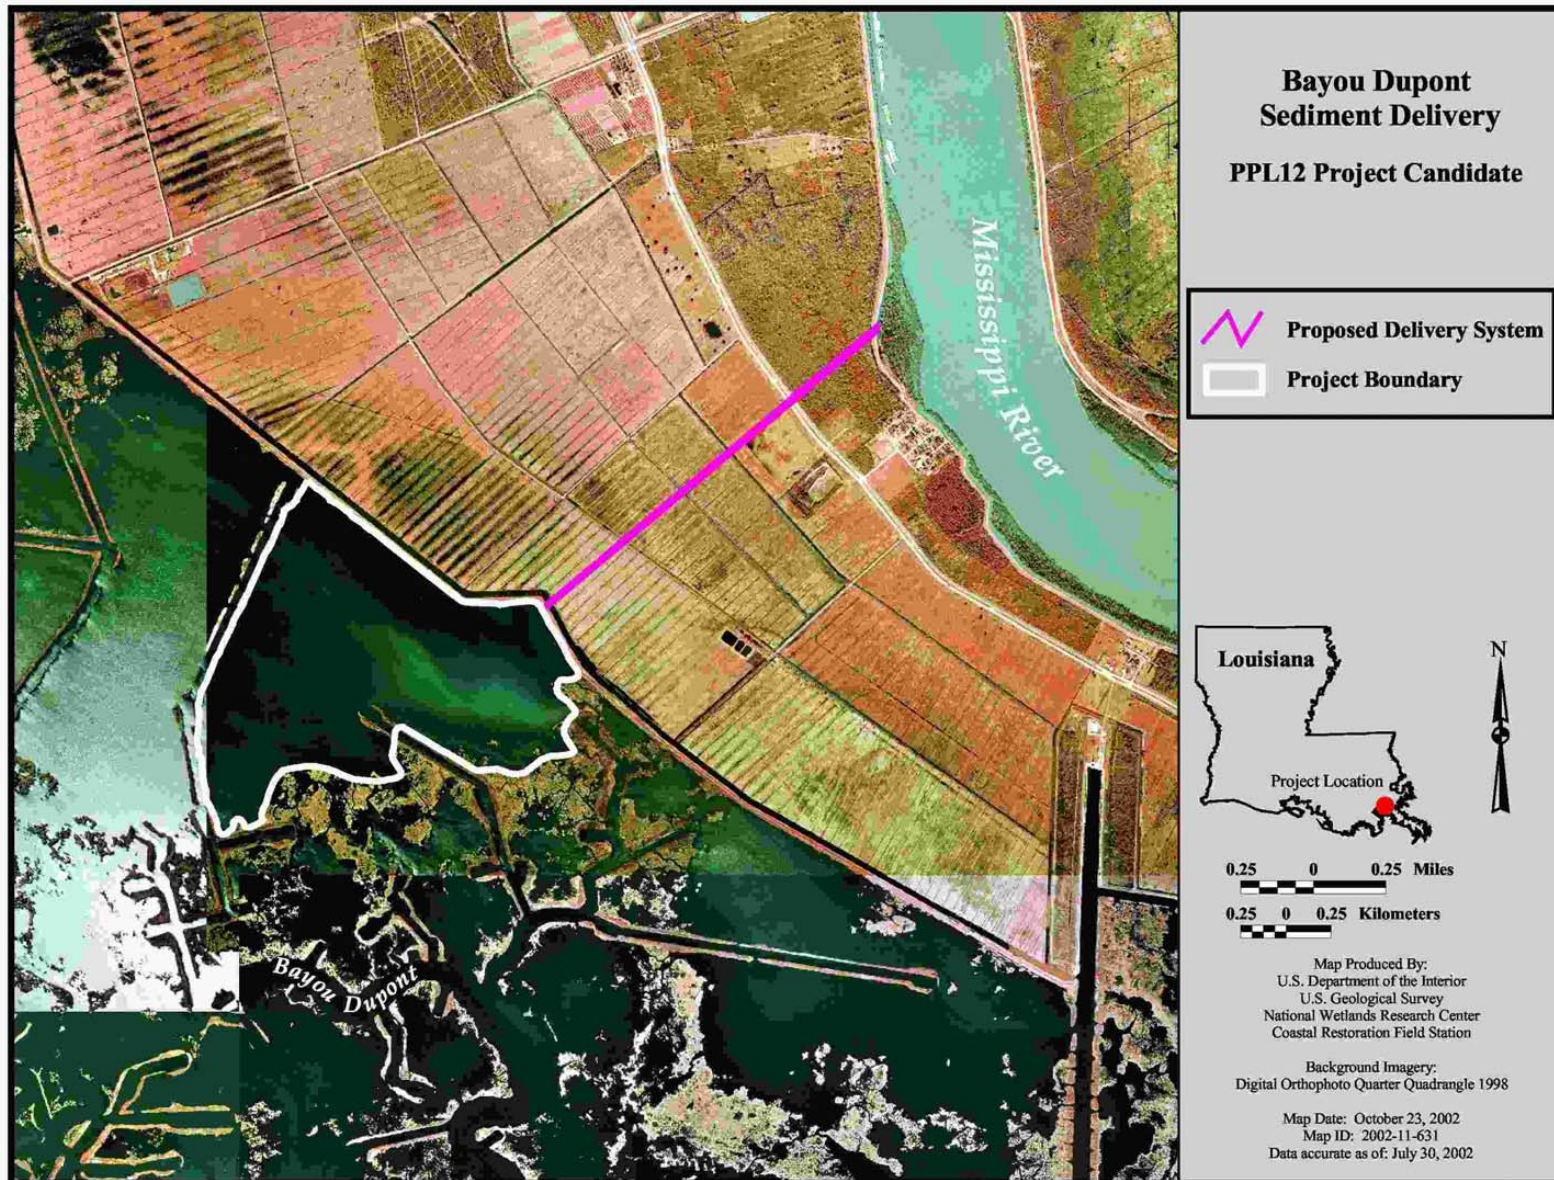 Bayou Dupont
Sediment Delivery
PPL12 Project Candidate
Mississippi River
Proposed Delivery System
Project Boundary
Louisiana
N
Project Location
0.25 0 0.25 Miles
0.25 0 0.25 Kilometers
Bayou Dupont
Map Produced By:
U.S. Department of the Interior
U.S. Geological Survey
National Wetlands Research Center
Coastal Restoration Field Station
Background Imagery:
Digital Orthophoto Quarter Quadrangle 1998
Map Date: October 23, 2002
Map ID: 2002-11-631
Data accurate as of: July 30, 2002